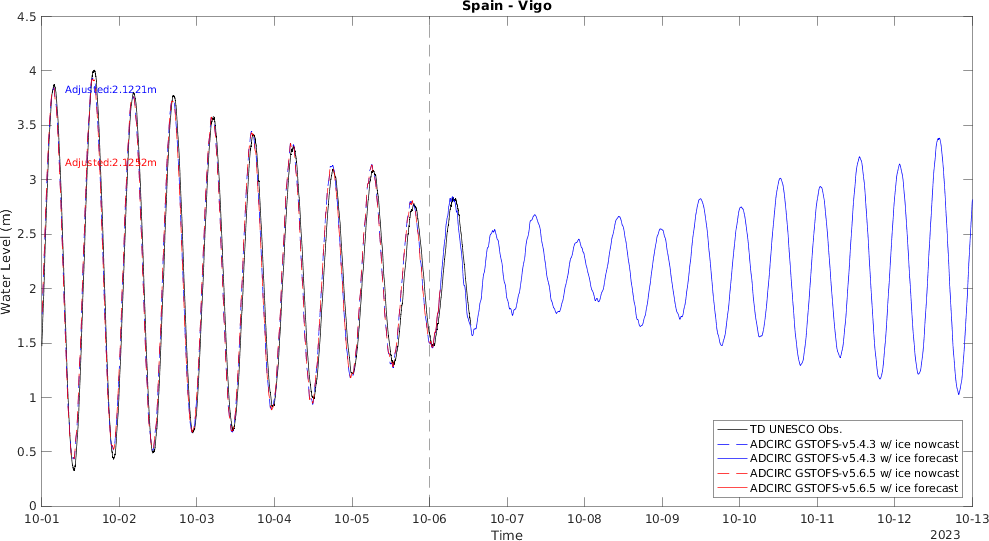 Spain - Vigo
4.5
4
3.5
3
2.5
2
1.5
1
0.5
0
Water Level (m)
Adjusted:2.1221m
Adjusted:2.1252m
TD UNESCO Obs.
ADCIRC GSTOFS-v5.4.3 w/ ice nowcast
ADCIRC GSTOFS-v5.4.3 w/ ice forecast
ADCIRC GSTOFS-v5.6.5 w/ ice nowcast
ADCIRC GSTOFS-v5.6.5 w/ ice forecast
10-01 10-02 10-03 10-04 10-05 10-06 10-07 10-08 10-09 10-10 10-11 10-12 10-13
Time
2023